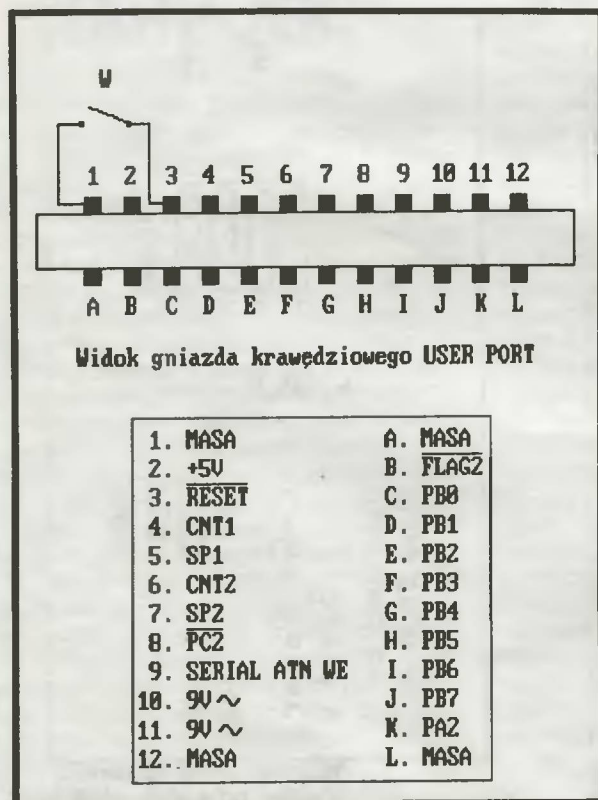 W
1 2 3 4 5 6 7 8 9 10 11 12
A B C D E F G H I J K L
Widok gniazda krawędziowego USER PORT
1. MASA
2. +5V
3. RESET
4. CNT1
5. SP1
6. CNT2
7. SP2
8. PC2
9. SERIAL ATN WE
10. 9V ~
11. 9V ~
12. MASA
A. MASA
B. FLAG2
C. PB0
D. PB1
E. PB2
F. PB3
G. PB4
H. PB5
I. PB6
J. PB7
K. PA2
L. MASA